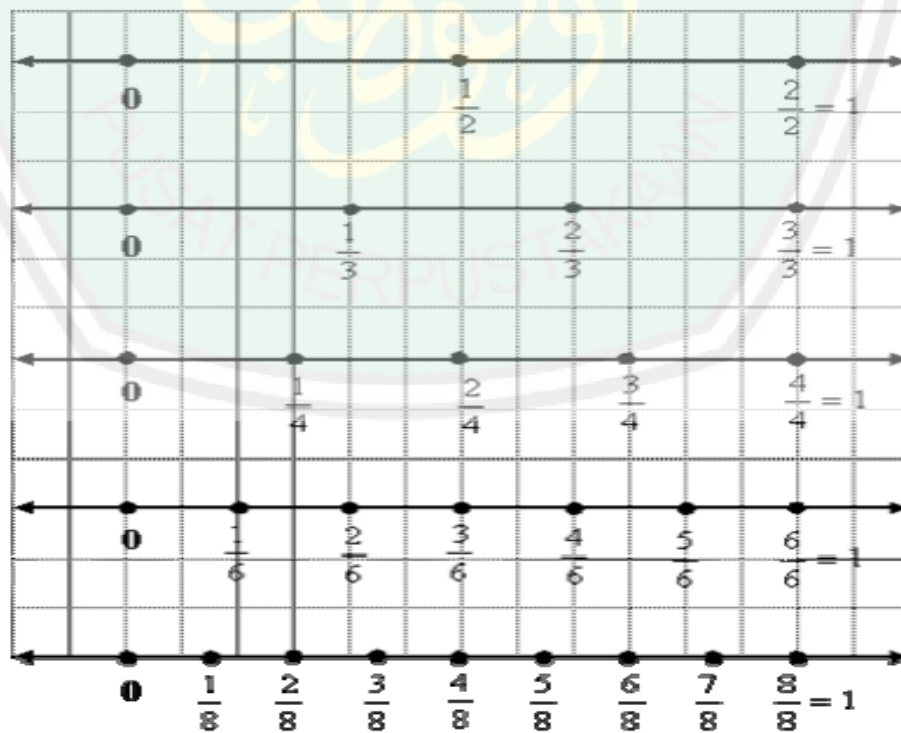 0 1/2 2/2 = 1
0 1/3 2/3 3/3 = 1
PUSAT PERPUSTAKAAN
0 1/4 2/4 3/4 4/4 = 1
0 1/6 2/6 3/6 4/6 5/6 6/6 = 1
0 1/8 2/8 3/8 4/8 5/8 6/8 7/8 8/8 = 1